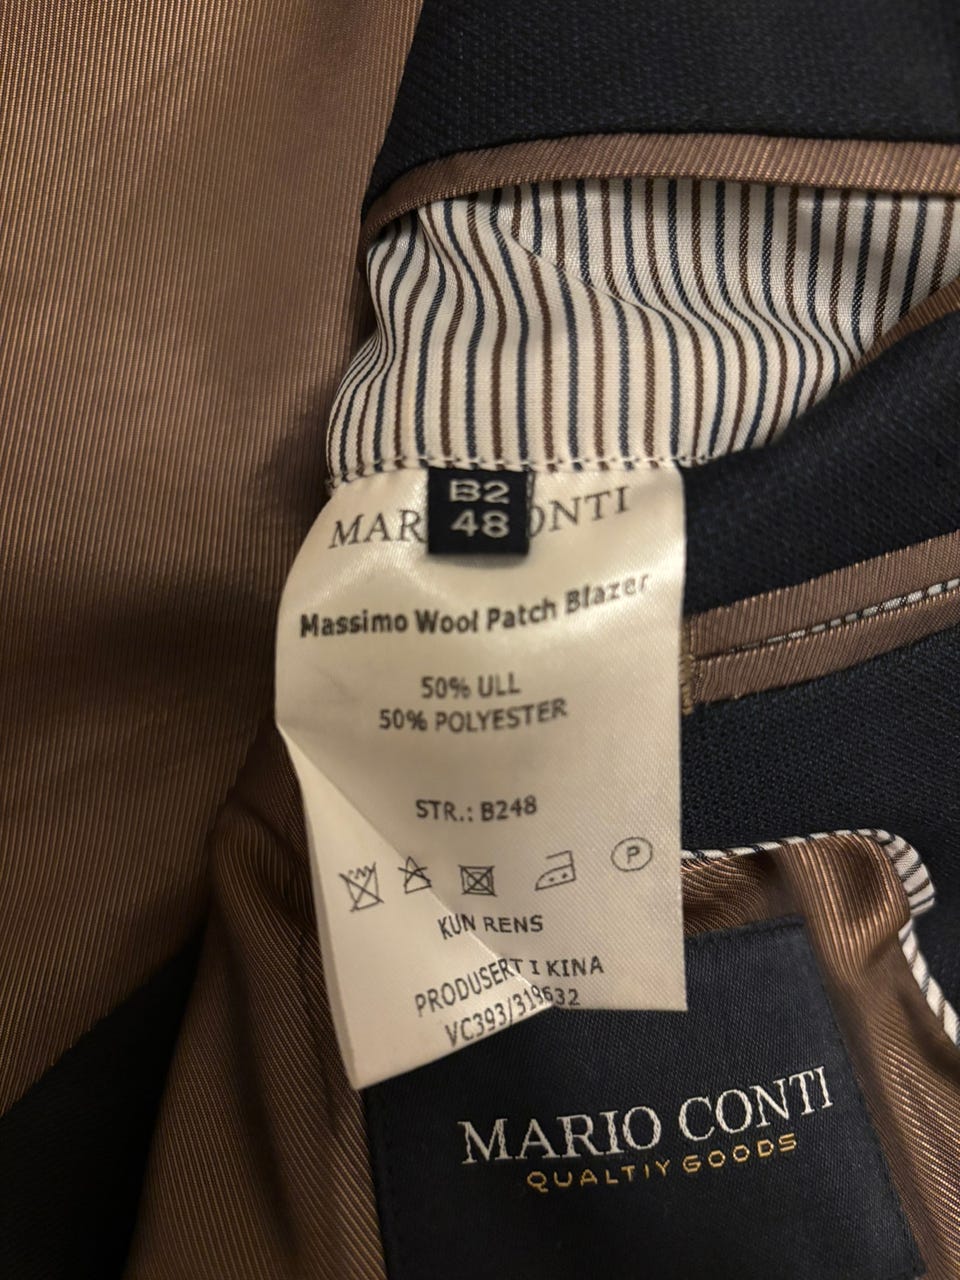 B2
48
MAR ONTI
Massimo Wool Patch Blazer
50% ULL
50% POLYESTER
STR.: B248
P
KUN RENS
PRODUSERT I KINA
VC393/319632
MARIO CONTI
QUALTIY GOODS